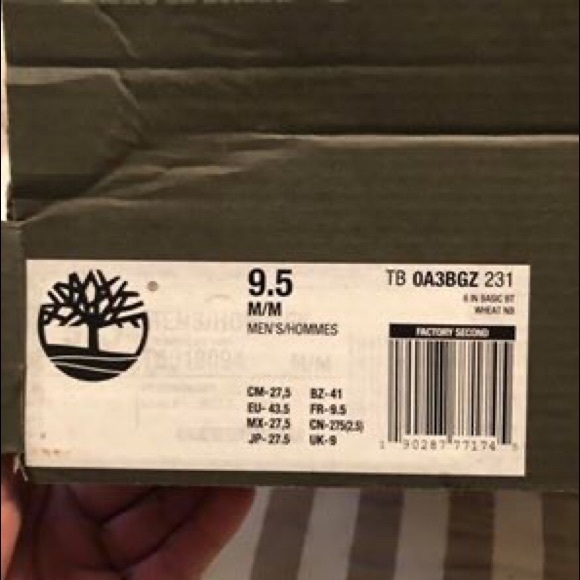 9.5
M/M
MEN'S/HOMMES
CM-27,5 BZ-41
EU-43.5 FR-9.5
MX-27,5 CN-275(2.5)
JP-27.5 UK-9
TB 0A3BGZ 231
6 IN BASIC BT
WHEAT NB
FACTORY SECOND
1 90287 77174
®